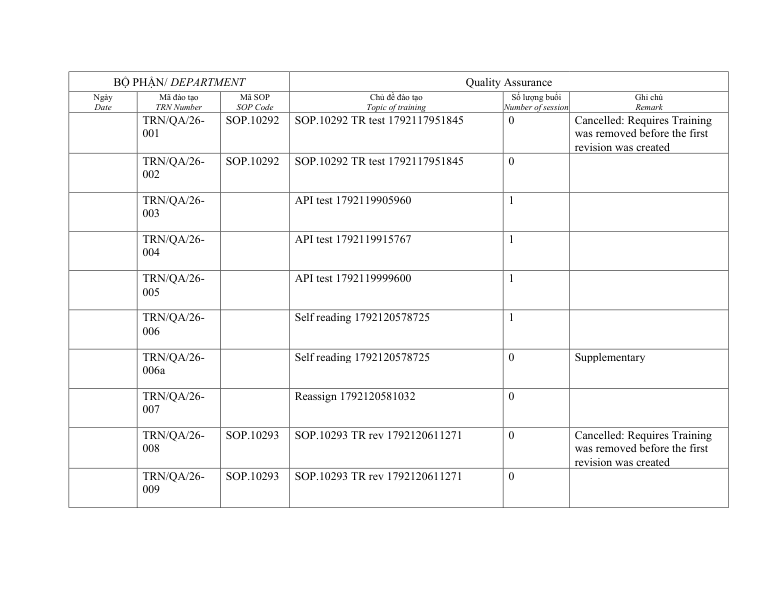 BỘ PHẬN/ DEPARTMENT Quality Assurance
Ngày Mã đào tạo Mã SOP Chủ đề đào tạo Số lượng buổi Ghi chú
Date TRN Number SOP Code Topic of training Number of session Remark
TRN/QA/26- SOP.10292 SOP.10292 TR test 1792117951845 0 Cancelled: Requires Training
001 was removed before the first
revision was created
TRN/QA/26- SOP.10292 SOP.10292 TR test 1792117951845 0
002
TRN/QA/26- API test 1792119905960 1
003
TRN/QA/26- API test 1792119915767 1
004
TRN/QA/26- API test 1792119999600 1
005
TRN/QA/26- Self reading 1792120578725 1
006
TRN/QA/26- Self reading 1792120578725 0 Supplementary
006a
TRN/QA/26- Reassign 1792120581032 0
007
TRN/QA/26- SOP.10293 SOP.10293 TR rev 1792120611271 0 Cancelled: Requires Training
008 was removed before the first
revision was created
TRN/QA/26- SOP.10293 SOP.10293 TR rev 1792120611271 0
009